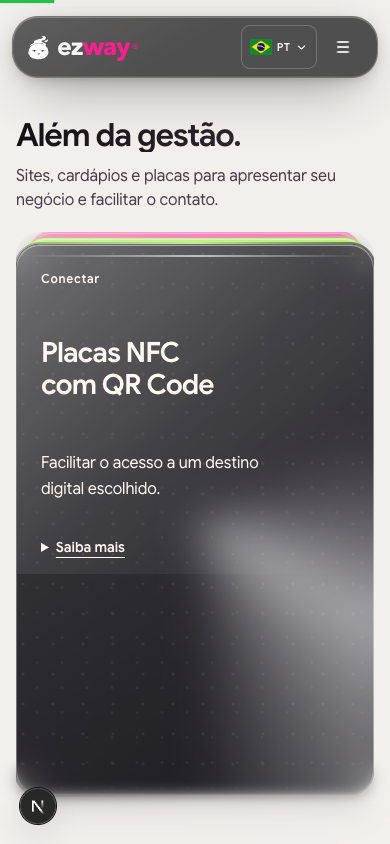 ezway
PT
Além da gestão.
Sites, cardápios e placas para apresentar seu
negócio e facilitar o contato.
Conectar
Placas NFC
com QR Code
Facilitar o acesso a um destino
digital escolhido.
Saiba mais
N